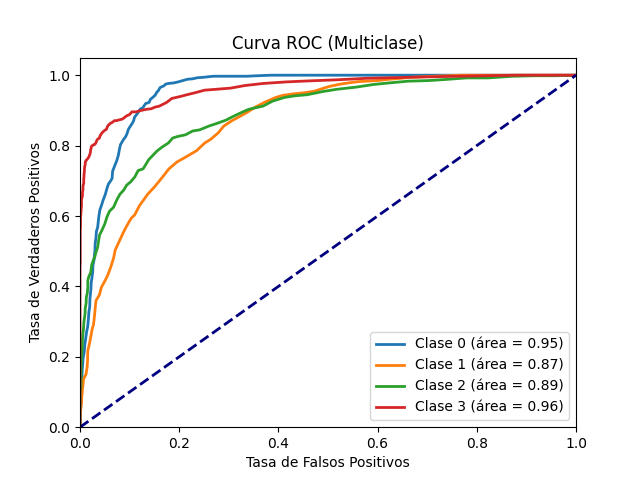 Curva ROC (Multiclase)
Tasa de Verdaderos Positivos
1.0
0.8
0.6
0.4
0.2
0.0
Clase 0 (área = 0.95)
Clase 1 (área = 0.87)
Clase 2 (área = 0.89)
Clase 3 (área = 0.96)
0.0 0.2 0.4 0.6 0.8 1.0
Tasa de Falsos Positivos